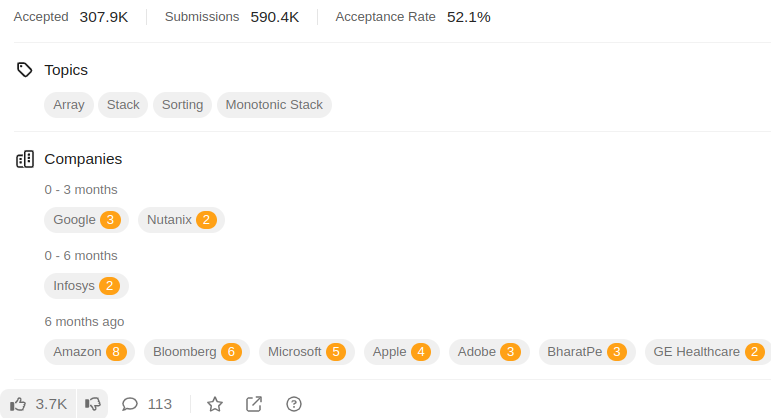 Accepted 307.9K Submissions 590.4K Acceptance Rate 52.1%
Topics
Array Stack Sorting Monotonic Stack
Companies
0 - 3 months
Google 3 Nutanix 2
0 - 6 months
Infosys 2
6 months ago
Amazon 8 Bloomberg 6 Microsoft 5 Apple 4 Adobe 3 BharatPe 3 GE Healthcare 2
3.7K 113